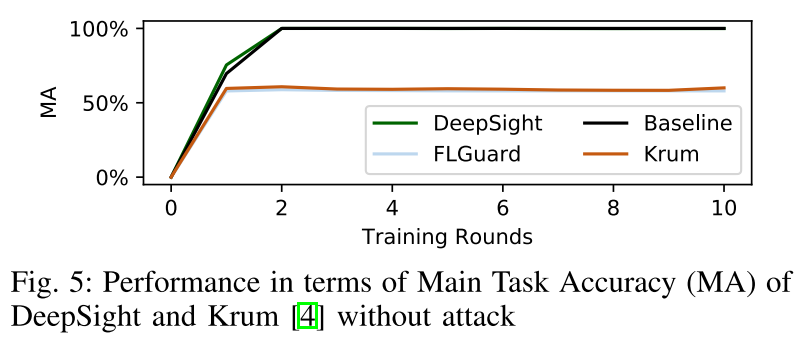 100%
50%
0%
MA
DeepSight
FLGuard
Baseline
Krum
0 2 4 6 8 10
Training Rounds
Fig. 5: Performance in terms of Main Task Accuracy (MA) of
DeepSight and Krum [4] without attack